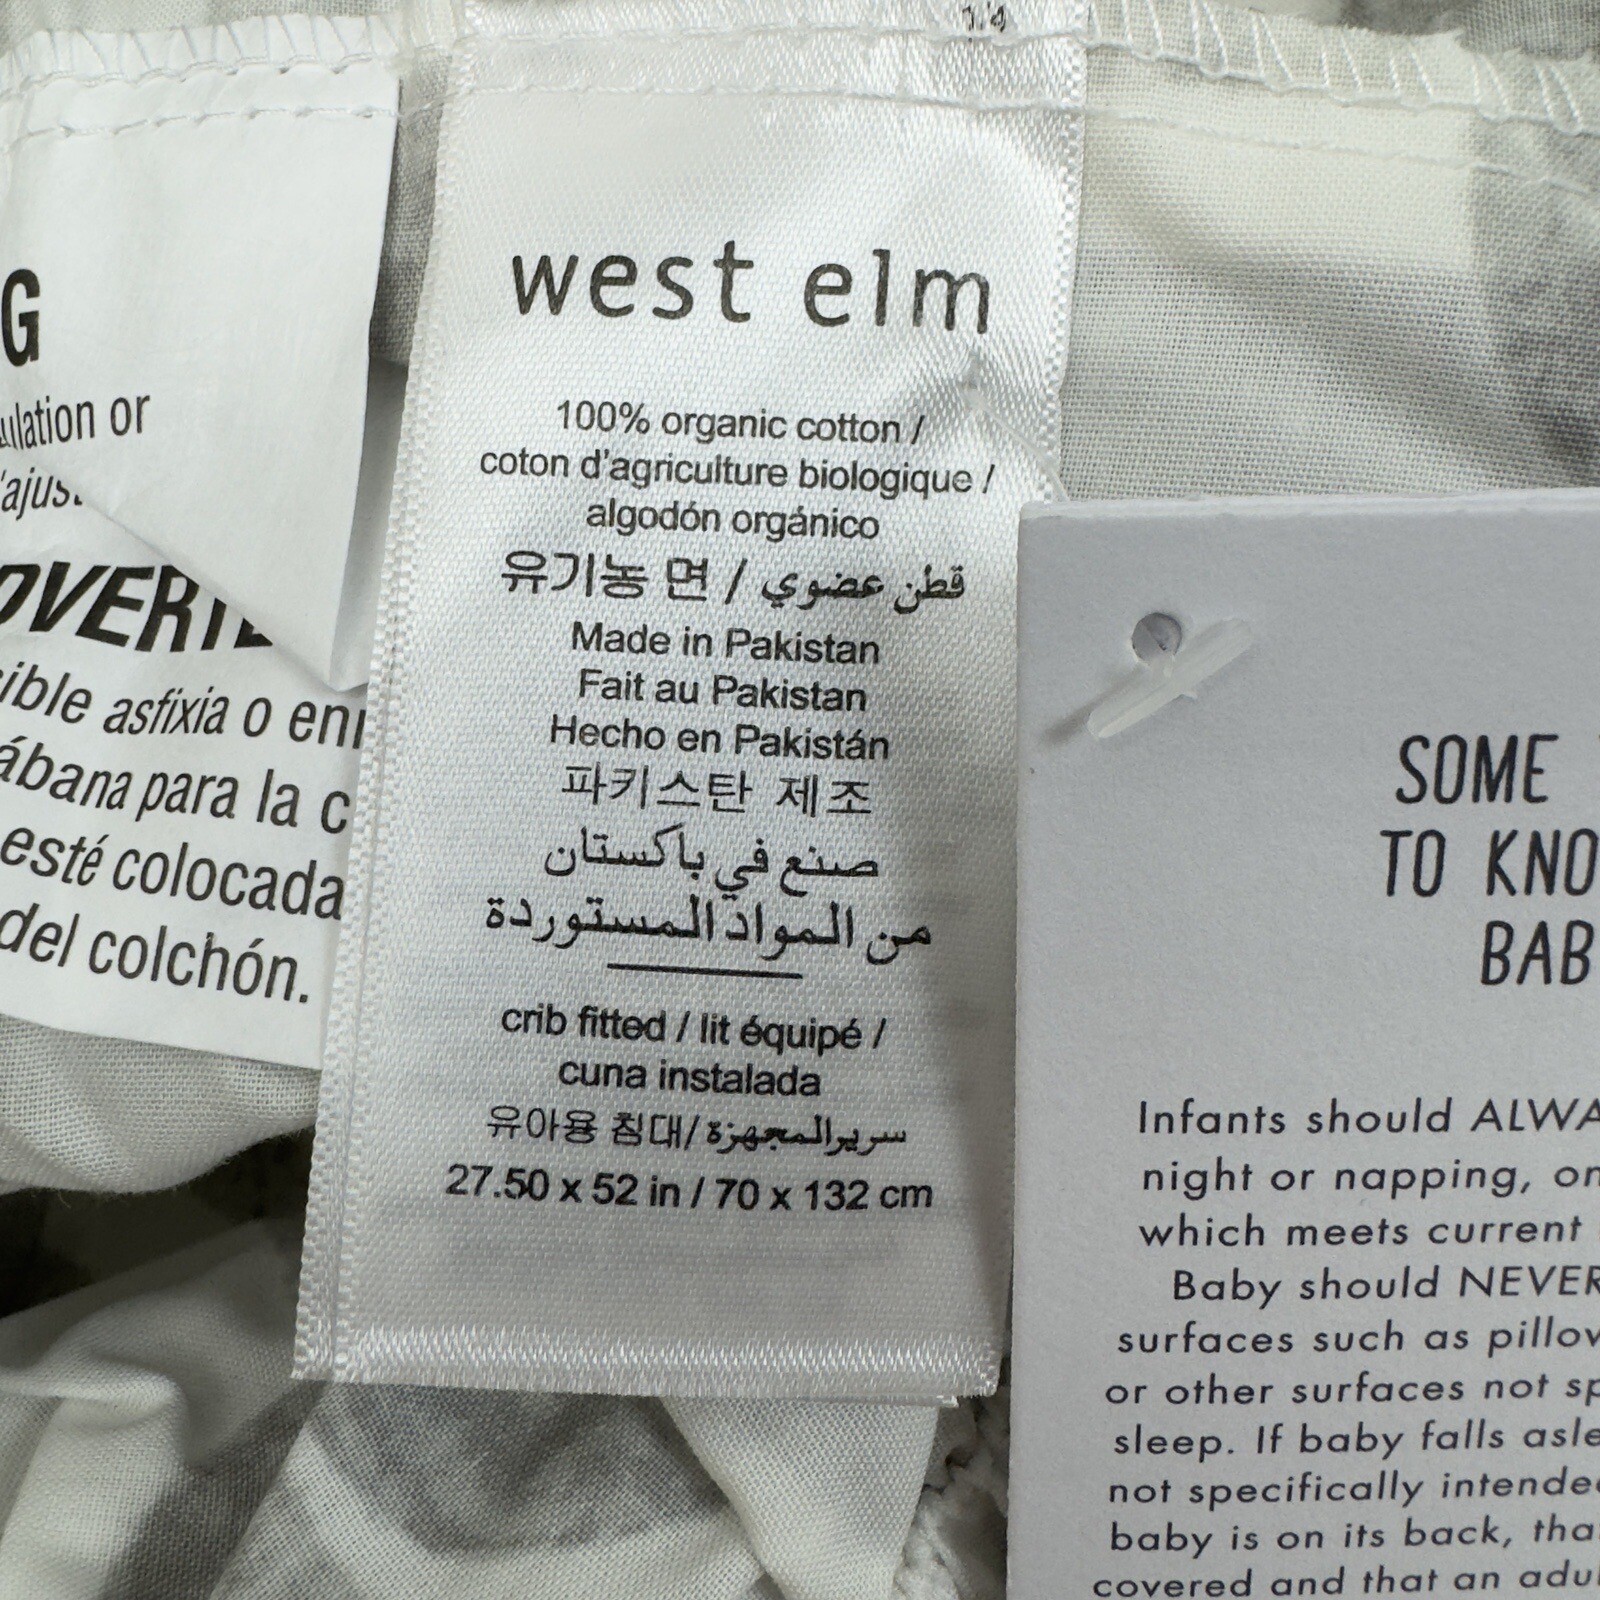 G
ulation or
'ajus
OVERT
ible asfixia o en
ábana para la c
esté colocada
del colchón.
14
west elm
100% organic cotton /
coton d'agriculture biologique /
algodón orgánico
유기농 면 / قطن عضوي
Made in Pakistan
Fait au Pakistan
Hecho en Pakistán
파키스탄 제조
صنع في باكستان
من المواد المستوردة
crib fitted / lit équipé /
cuna instalada
유아용 침대/سريرالمجهزة
27.50 x 52 in / 70 x 132 cm
SOME
TO KNO
BAB
Infants should ALWA
night or napping, on
which meets current
Baby should NEVER
surfaces such as pillow
or other surfaces not sp
sleep. If baby falls asle
not specifically intende
baby is on its back, tha
covered and that an adul